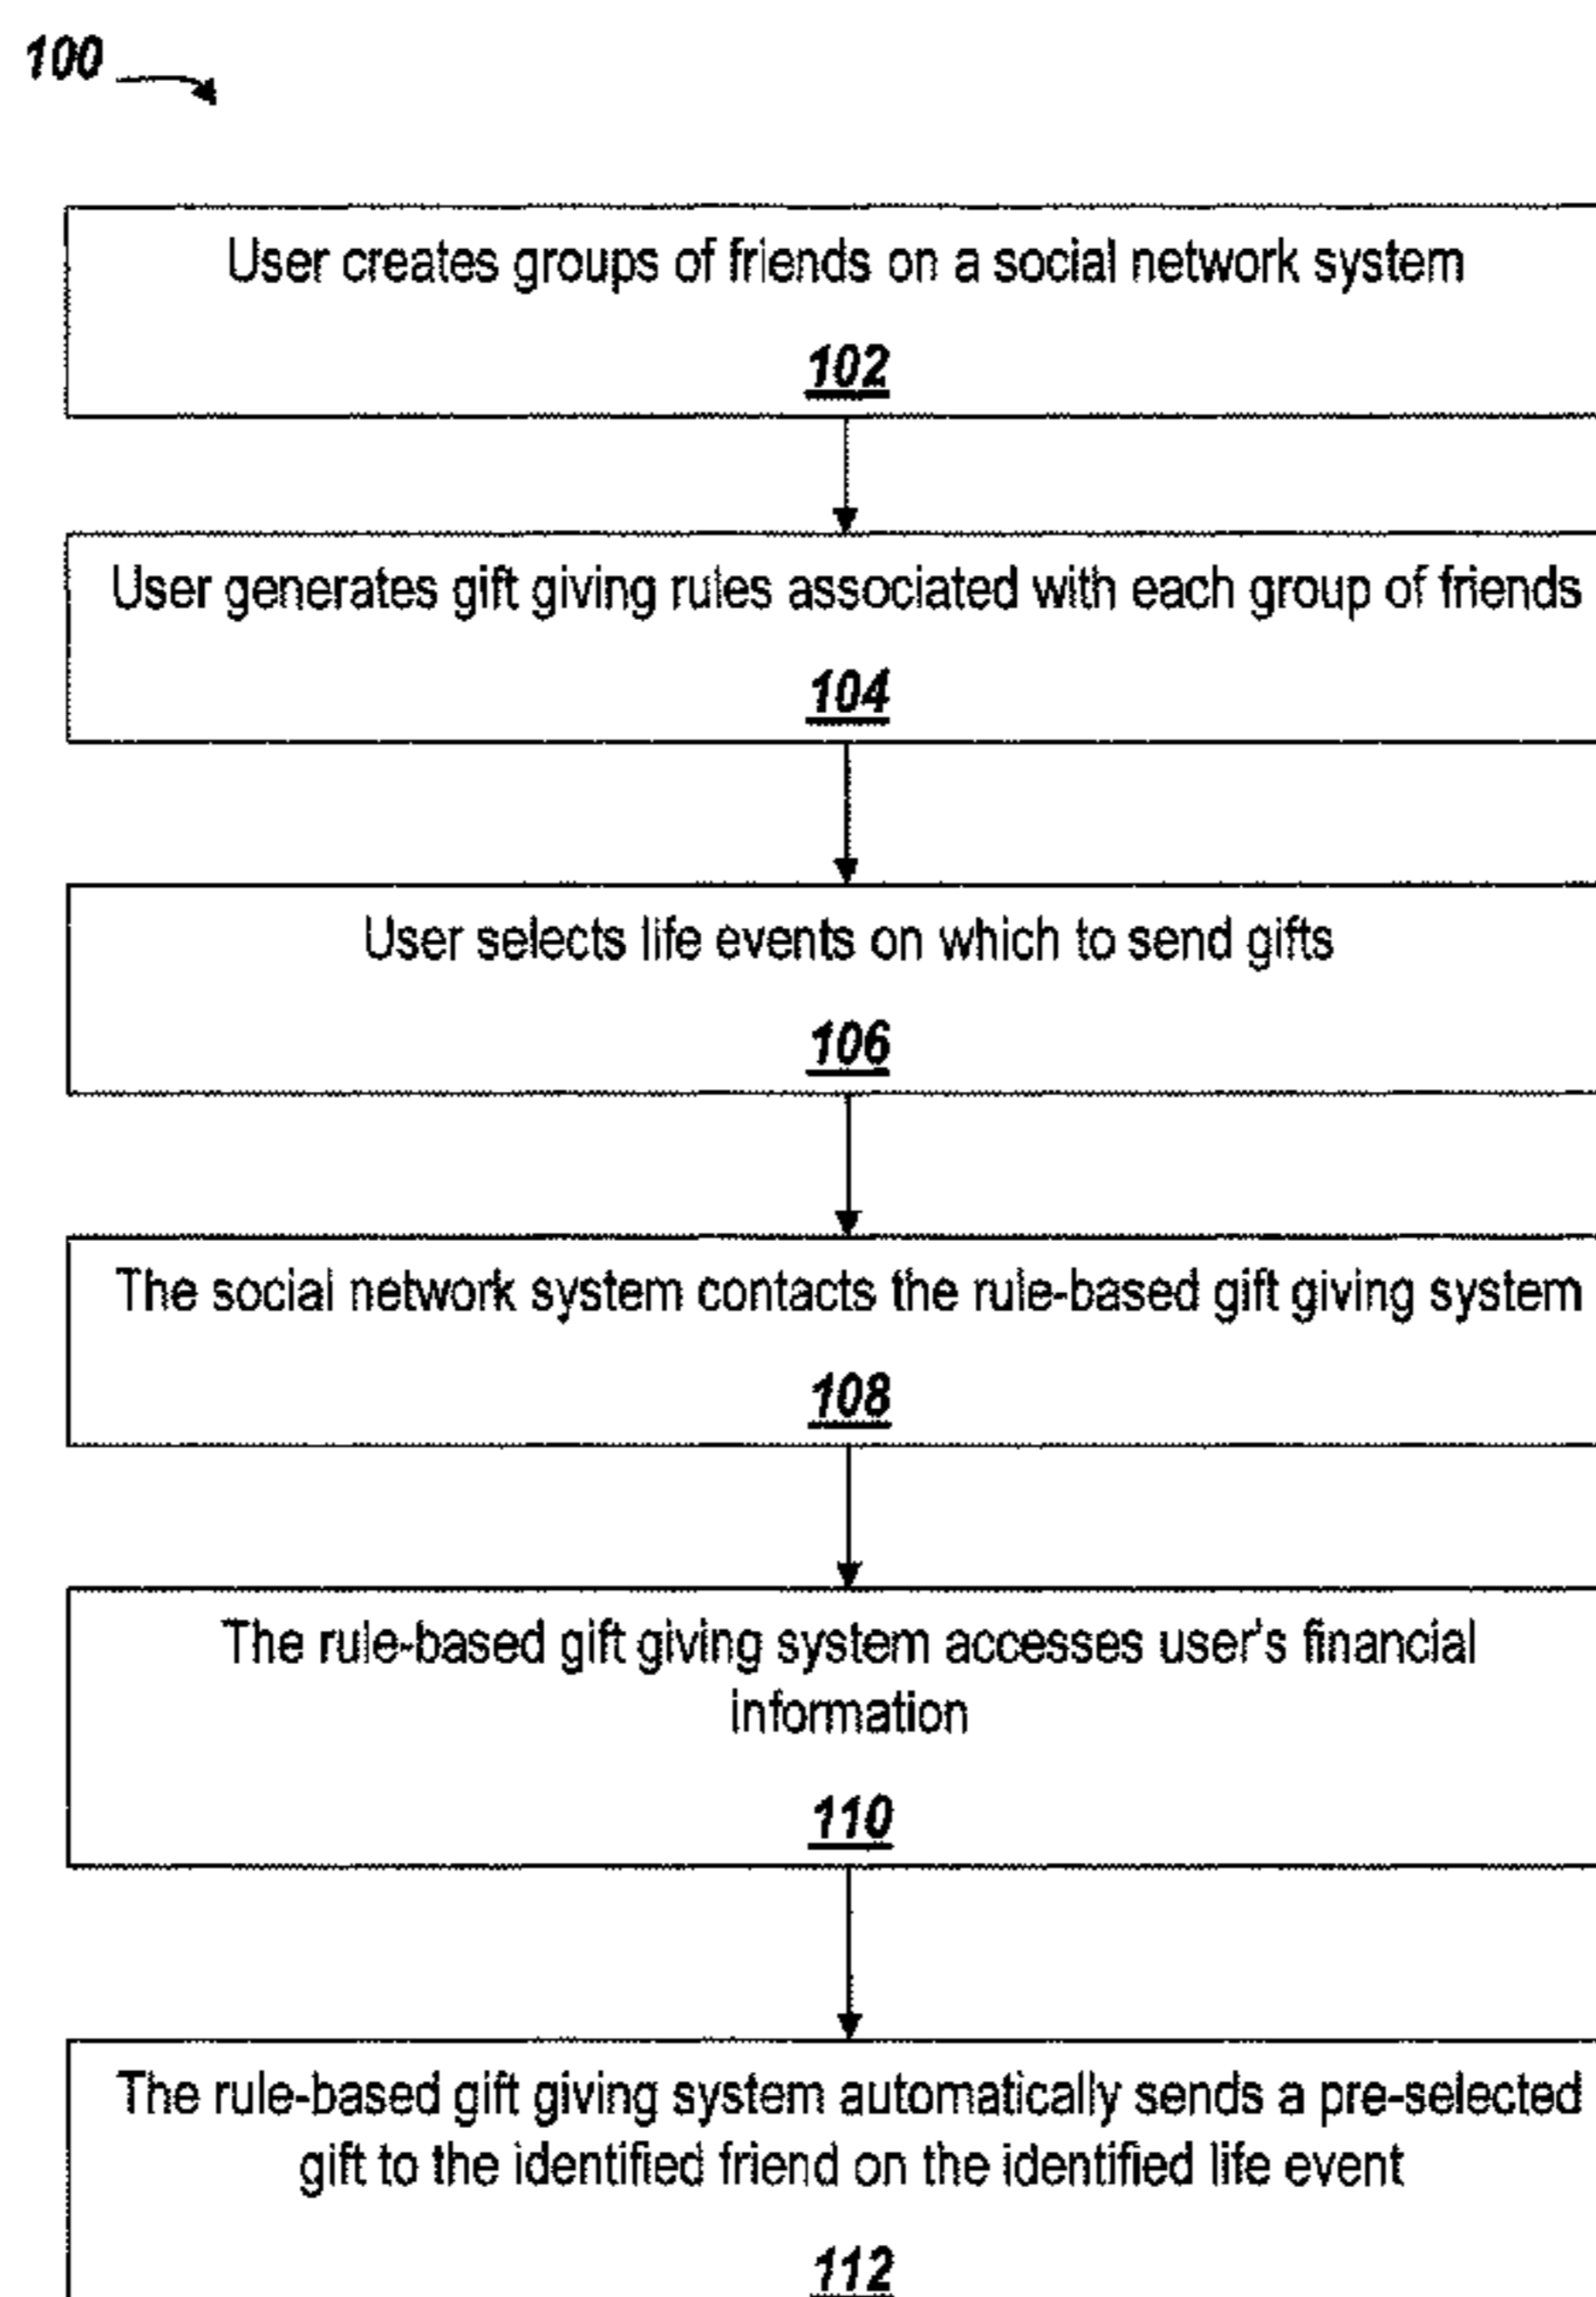 100
User creates groups of friends on a social network system
102
User generates gift giving rules associated with each group of friends
104
User selects life events on which to send gifts
106
The social network system contacts the rule-based gift giving system
108
The rule-based gift giving system accesses user's financial
information
110
The rule-based gift giving system automatically sends a pre-selected
gift to the identified friend on the identified life event
112